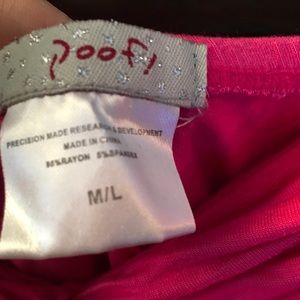 poof
PRECISION MADE RESEARCH & DEVELOPMENT
MADE IN CHINA
95%RAYON 5%SPANDEX
M/L